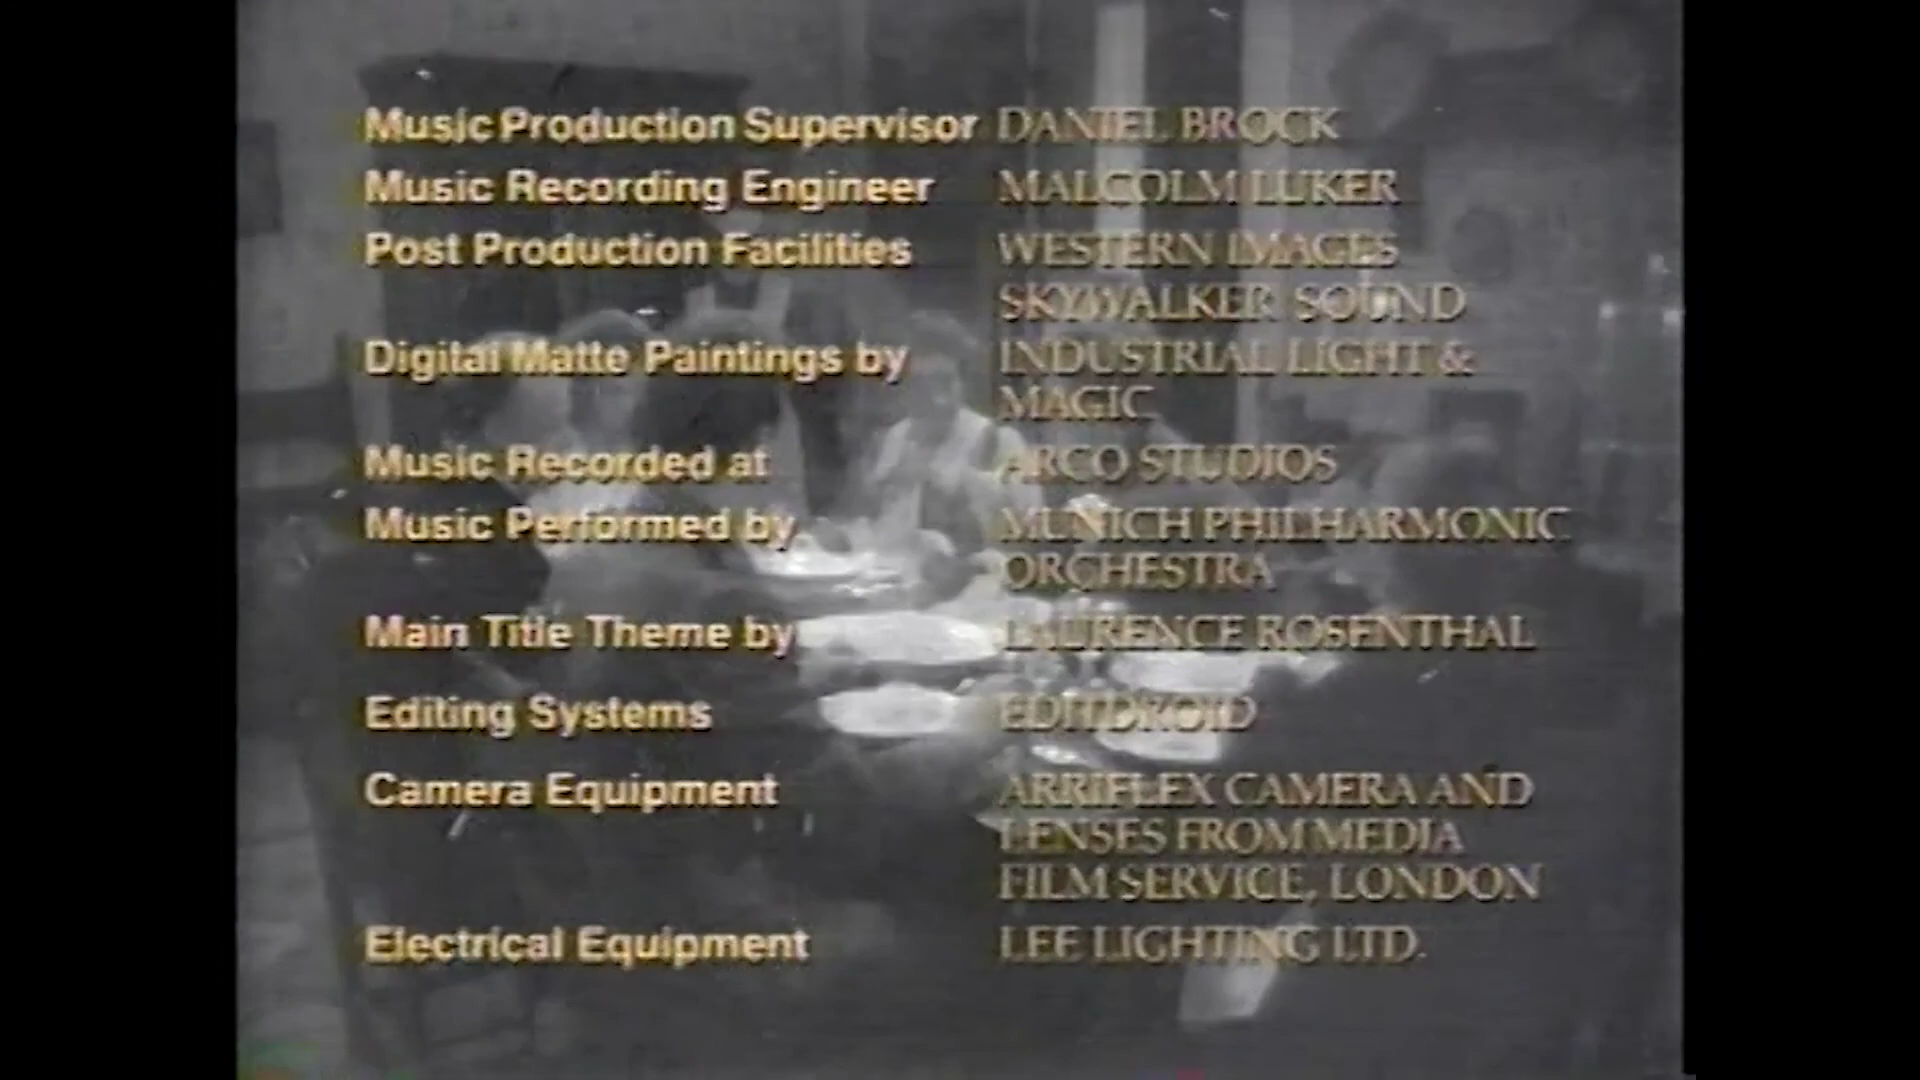 Music Production Supervisor DANIEL BROCK
Music Recording Engineer MALCOLM LUKER
Post Production Facilities WESTERN IMAGES
SKYWALKER SOUND
Digital Matte Paintings by INDUSTRIAL LIGHT &
MAGIC
Music Recorded at ARCO STUDIOS
Music Performed by MUNICH PHILHARMONIC
ORCHESTRA
Main Title Theme by LAURENCE ROSENTHAL
Editing Systems EDITDROID
Camera Equipment ARRIFLEX CAMERA AND
LENSES FROM MEDIA
FILM SERVICE, LONDON
Electrical Equipment LEE LIGHTING LTD.